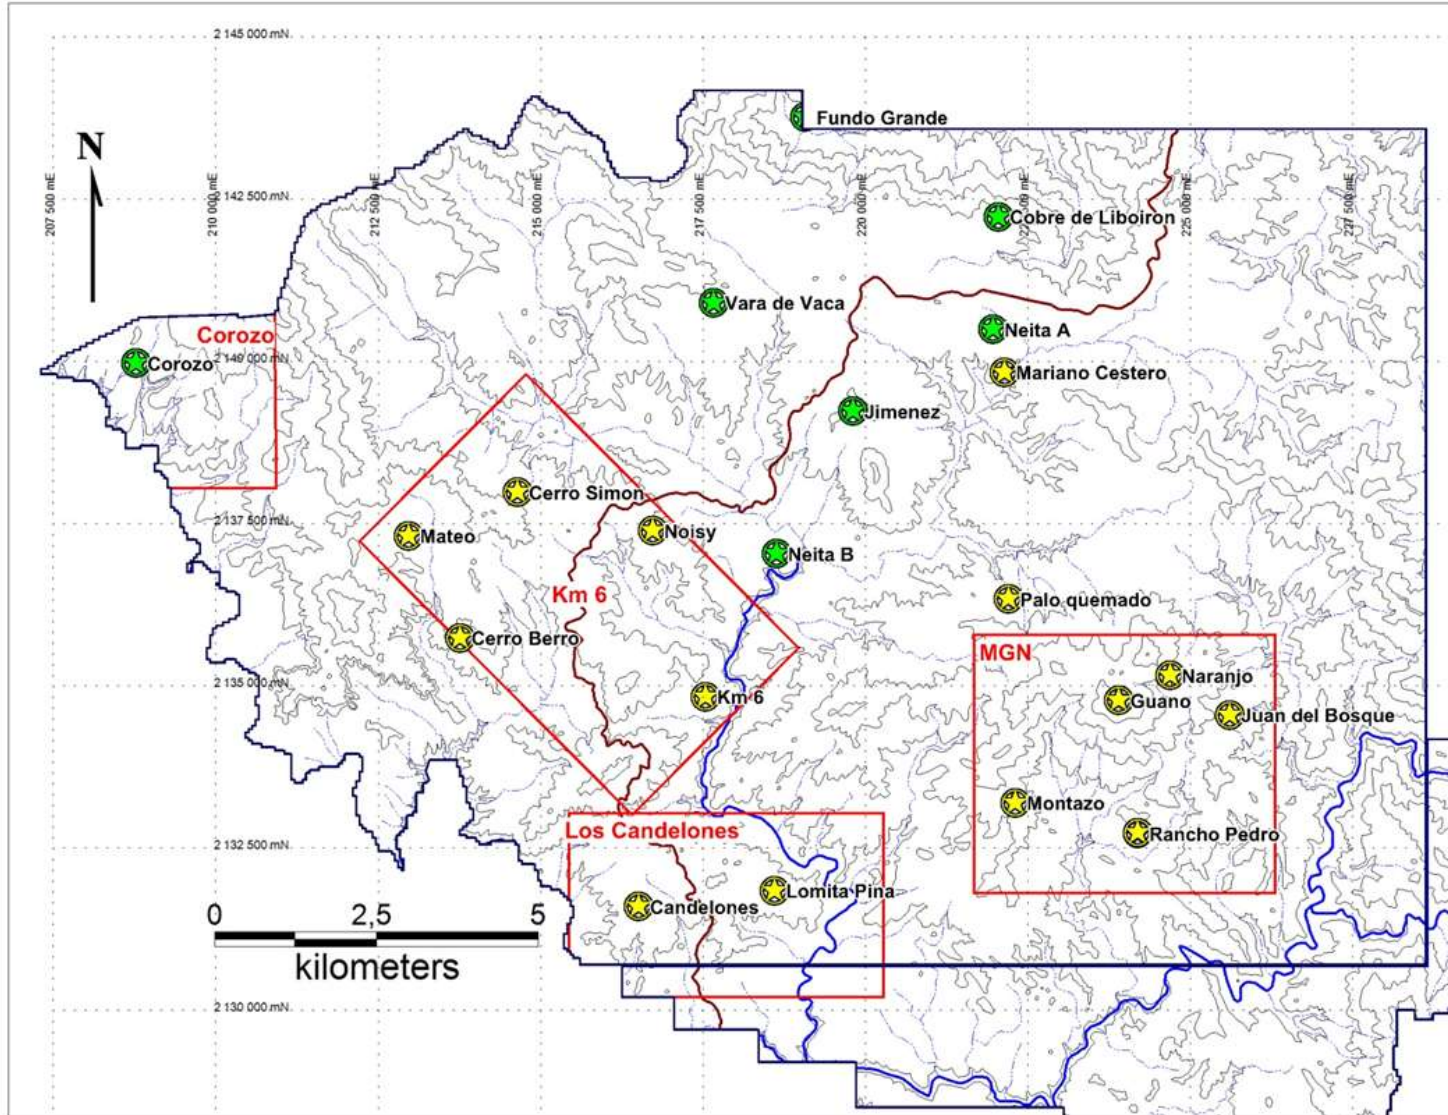 2 145 000 mN
Fundo Grande
N
2 142 500 mN
207 500 mE
210 000 mE
212 500 mE
215 000 mE
217 500 mE
220 000 mE
225 000 mE
227 500 mE
Cobre de Liboiron
Vara de Vaca
Neita A
Corozo
Corozo
2 149 000 mN
Mariano Cestero
Jimenez
Cerro Simon
2 137 500 mN
Mateo
Noisy
Neita B
Km 6
Palo quemado
Cerro Berro
MGN
Naranjo
2 135 000 mN
Km 6
Guano
Juan del Bosque
Montazo
Los Candelones
Rancho Pedro
2 132 500 mN
Lomita Pina
Candelones
0 2,5 5
kilometers
2 130 000 mN